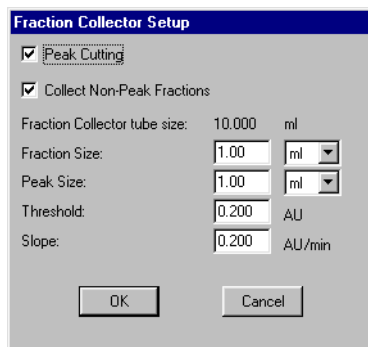 Fraction Collector Setup
Peak Cutting
Collect Non-Peak Fractions
Fraction Collector tube size: 10.000 ml
Fraction Size: 1.00 ml
Peak Size: 1.00 ml
Threshold: 0.200 AU
Slope: 0.200 AU/min
OK Cancel